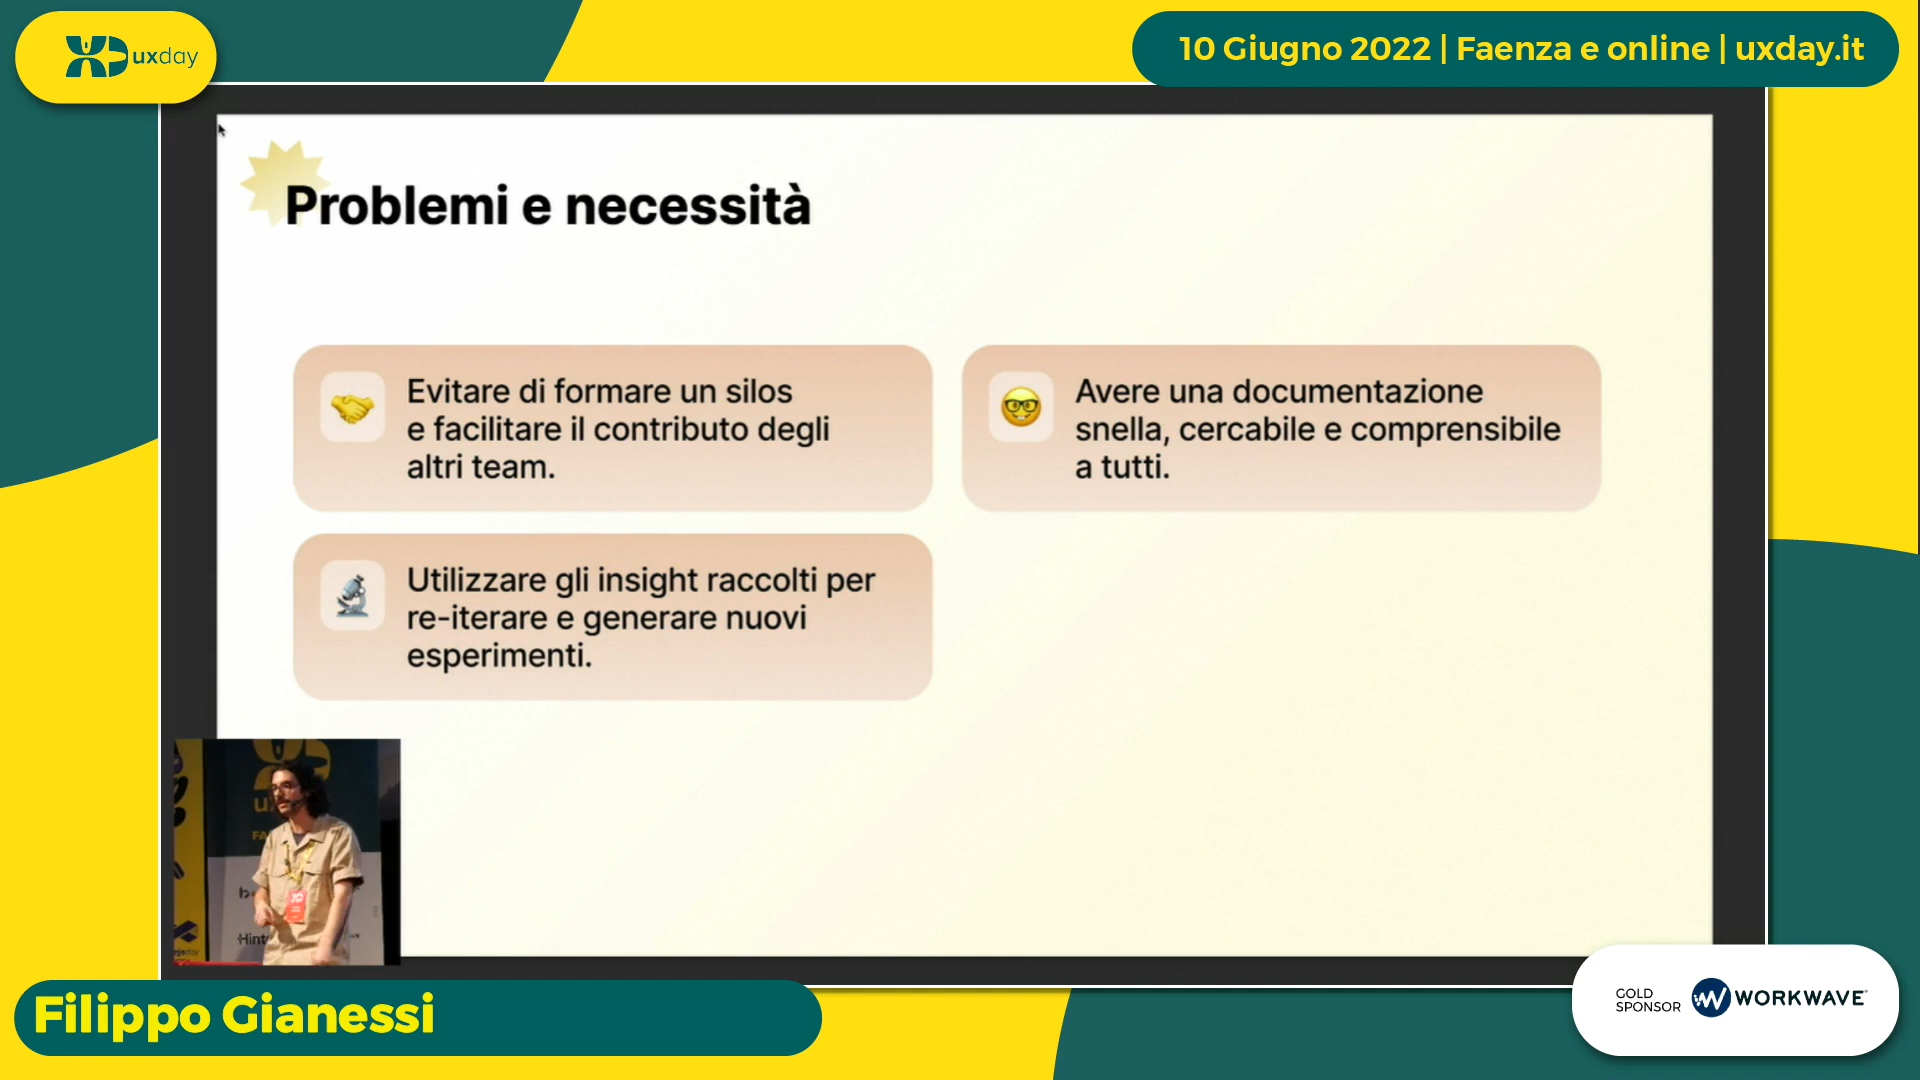 uxday
10 Giugno 2022 | Faenza e online | uxday.it
Problemi e necessità
Evitare di formare un silos
e facilitare il contributo degli
altri team.
Avere una documentazione
snella, cercabile e comprensibile
a tutti.
Utilizzare gli insight raccolti per
re-iterare e generare nuovi
esperimenti.
Filippo Gianessi
GOLD
SPONSOR
WORKWAVE